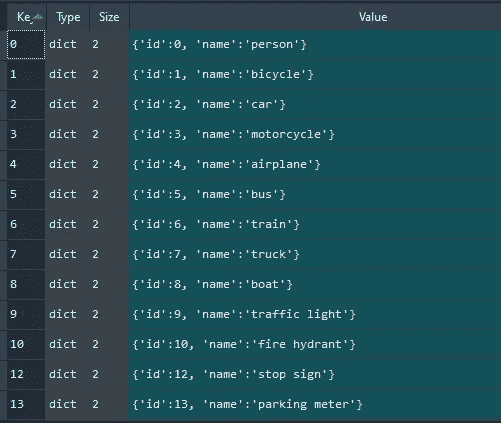 Ke Type Size Value
0 dict 2 {'id':0, 'name':'person'}
1 dict 2 {'id':1, 'name':'bicycle'}
2 dict 2 {'id':2, 'name':'car'}
3 dict 2 {'id':3, 'name':'motorcycle'}
4 dict 2 {'id':4, 'name':'airplane'}
5 dict 2 {'id':5, 'name':'bus'}
6 dict 2 {'id':6, 'name':'train'}
7 dict 2 {'id':7, 'name':'truck'}
8 dict 2 {'id':8, 'name':'boat'}
9 dict 2 {'id':9, 'name':'traffic light'}
10 dict 2 {'id':10, 'name':'fire hydrant'}
12 dict 2 {'id':12, 'name':'stop sign'}
13 dict 2 {'id':13, 'name':'parking meter'}